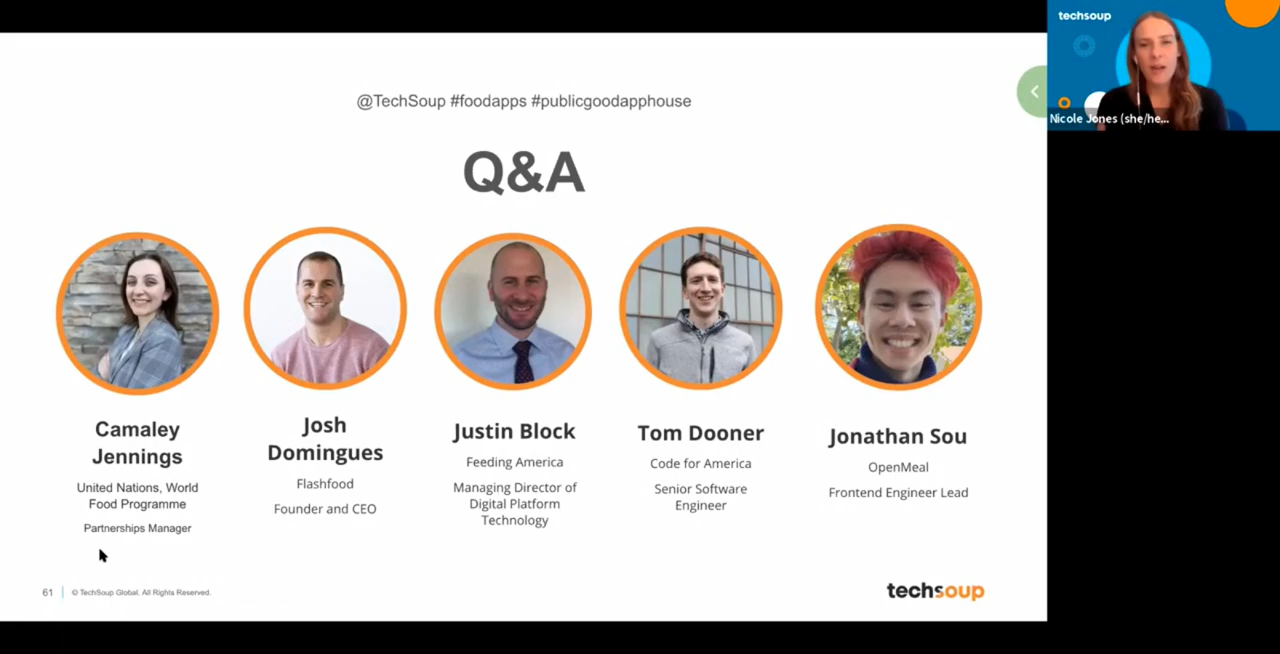 @TechSoup #foodapps #publicgoodapphouse
Q&A
Camaley
Jennings
United Nations, World
Food Programme
Partnerships Manager
Josh
Domingues
Flashfood
Founder and CEO
Justin Block
Feeding America
Managing Director of
Digital Platform
Technology
Tom Dooner
Code for America
Senior Software
Engineer
Jonathan Sou
OpenMeal
Frontend Engineer Lead
61
© TechSoup Global. All Rights Reserved.
techsoup
techsoup
Nicole Jones (she/he...